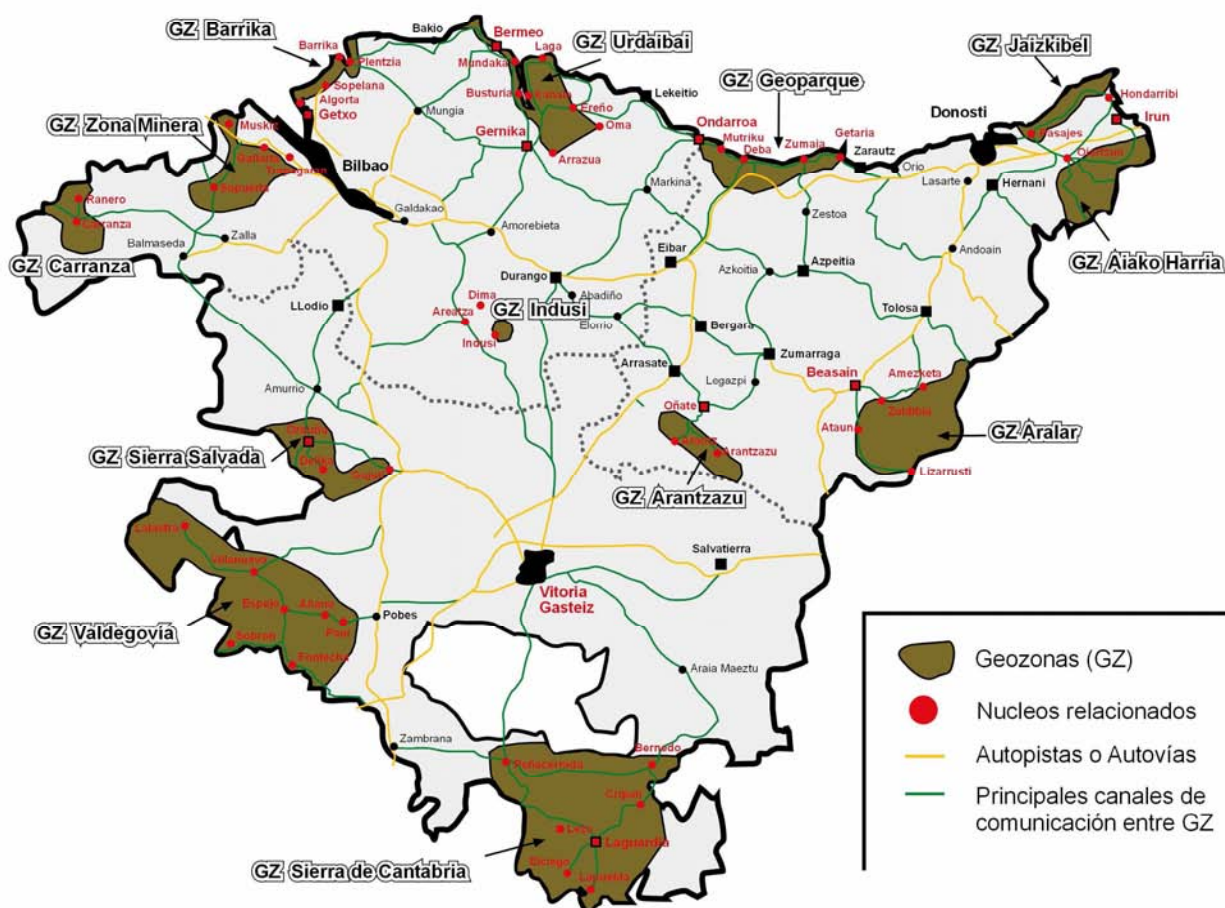 GZ Barrika
Bakio
Bermeo
GZ Urdaibai
GZ Jaizkibel
Barrika
Plentzia
Mundaka
Laga
Hondarribi
Sopelana
Busturia
Lekeitio
GZ Geoparque
Donosti
Irun
Algorta
Getxo
Mungia
Ereño
Ondarroa
Getaria
Pasajes
GZ Zona Minera
Muskiz
Gernika
Oma
Mutriku
Deba
Zumaia
Zarautz
Orio
Gallarta
Bilbao
Arrazua
Lasarte
Hernani
Ranero
Sopuerta
Markina
Carranza
Galdakao
Zestoa
Zalla
Amorebieta
Andoain
GZ Carranza
Balmaseda
Durango
Eibar
Azkoitia
Azpeitia
GZ Aiako Harria
LLodio
Dima
Abadiño
GZ Indusi
Areatza
Elorrio
Bergara
Tolosa
Indusi
Arrasate
Zumarraga
Amurrio
Legazpi
Beasain
Amezketa
Oñate
Zaldibia
Ataun
GZ Sierra Salvada
Delika
Arantzazu
GZ Aralar
Lizarrusti
GZ Arantzazu
Salvatierra
Villanueva
Vitoria
Gasteiz
Espejo
Añana
Paul
Pobes
GZ Valdegovia
Sobron
Fontecha
Araia Maeztu
Zambrana
Bernedo
Peñacerrada
Cripan
Laguardia
GZ Sierra de Cantabria
Elciego
Geozonas (GZ)
Nucleos relacionados
Autopistas o Autovías
Principales canales de
comunicación entre GZ